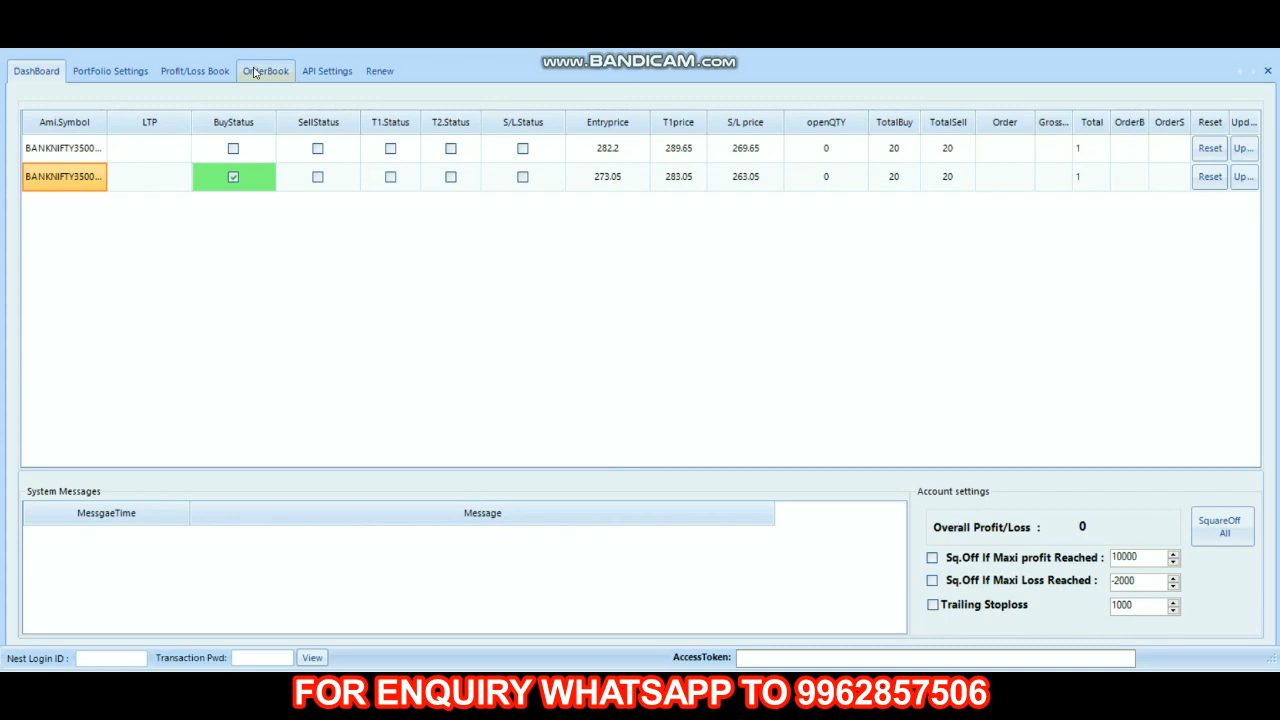 www.BANDICAM.com
DashBoard PortFolio Settings Profit/Loss Book OrderBook API Settings Renew
Ami.Symbol LTP BuyStatus SellStatus T1.Status T2.Status S/L.Status Entryprice T1price S/L price openQTY TotalBuy TotalSell Order Gross... Total OrderB OrderS Reset Upd...
BANKNIFTY3500... 282.2 289.65 269.65 0 20 20 1 Reset Up...
BANKNIFTY3500... 273.05 283.05 263.05 0 20 20 1 Reset Up...
System Messages
MessgaeTime Message
Account settings
Overall Profit/Loss : 0
SquareOff
All
Sq.Off If Maxi profit Reached : 10000
Sq.Off If Maxi Loss Reached : -2000
Trailing Stoploss 1000
Nest Login ID : Transaction Pwd: View AccessToken:
FOR ENQUIRY WHATSAPP TO 9962857506